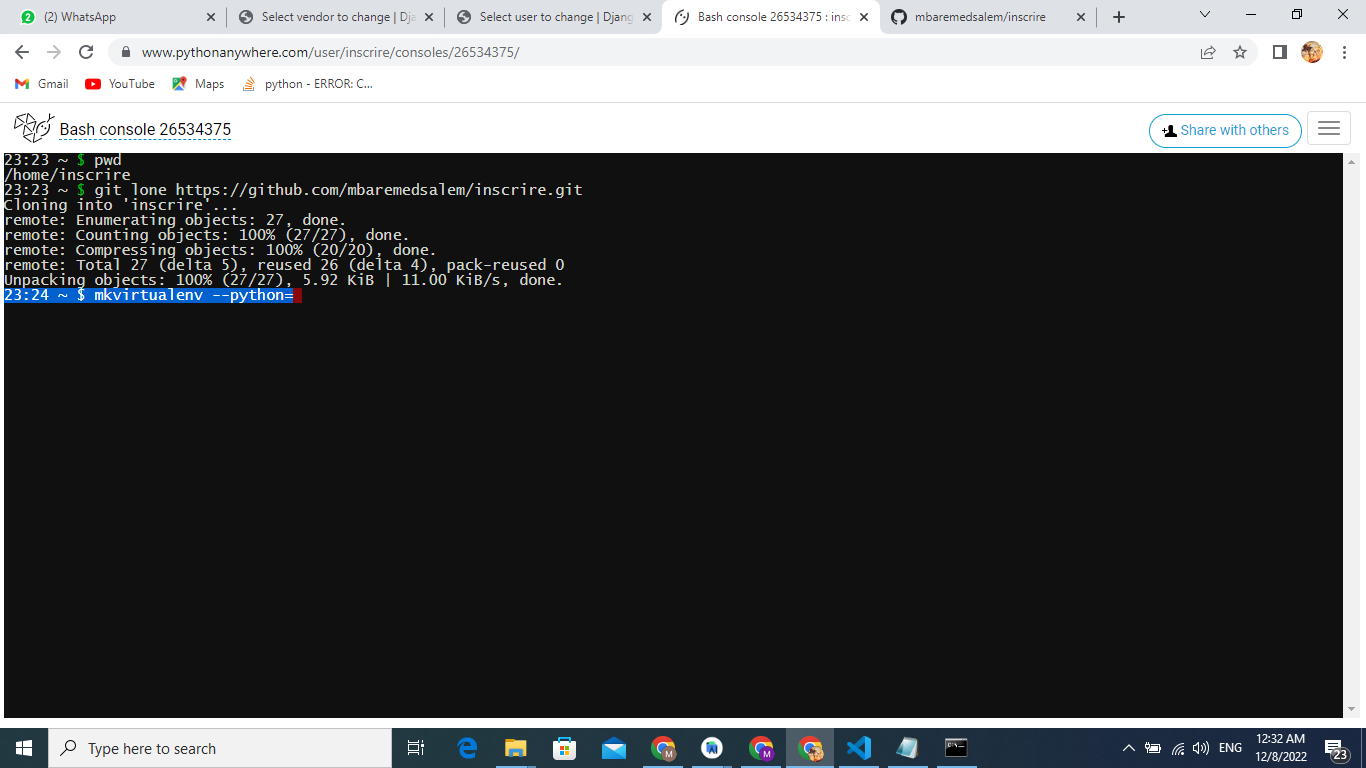 (2) WhatsApp
Select vendor to change | Dja
Select user to change | Djang
Bash console 26534375 : insc
mbaremedsalem/inscrire
www.pythonanywhere.com/user/inscrire/consoles/26534375/
Gmail
YouTube
Maps
python - ERROR: C...
Bash console 26534375
Share with others
23:23 ~ $ pwd
/home/inscrire
23:23 ~ $ git lone https://github.com/mbaremedsalem/inscrire.git
Cloning into 'inscrire'...
remote: Enumerating objects: 27, done.
remote: Counting objects: 100% (27/27), done.
remote: Compressing objects: 100% (20/20), done.
remote: Total 27 (delta 5), reused 26 (delta 4), pack-reused 0
Unpacking objects: 100% (27/27), 5.92 KiB | 11.00 KiB/s, done.
23:24 ~ $ mkvirtualenv --python=
Type here to search
ENG
12:32 AM
12/8/2022
23